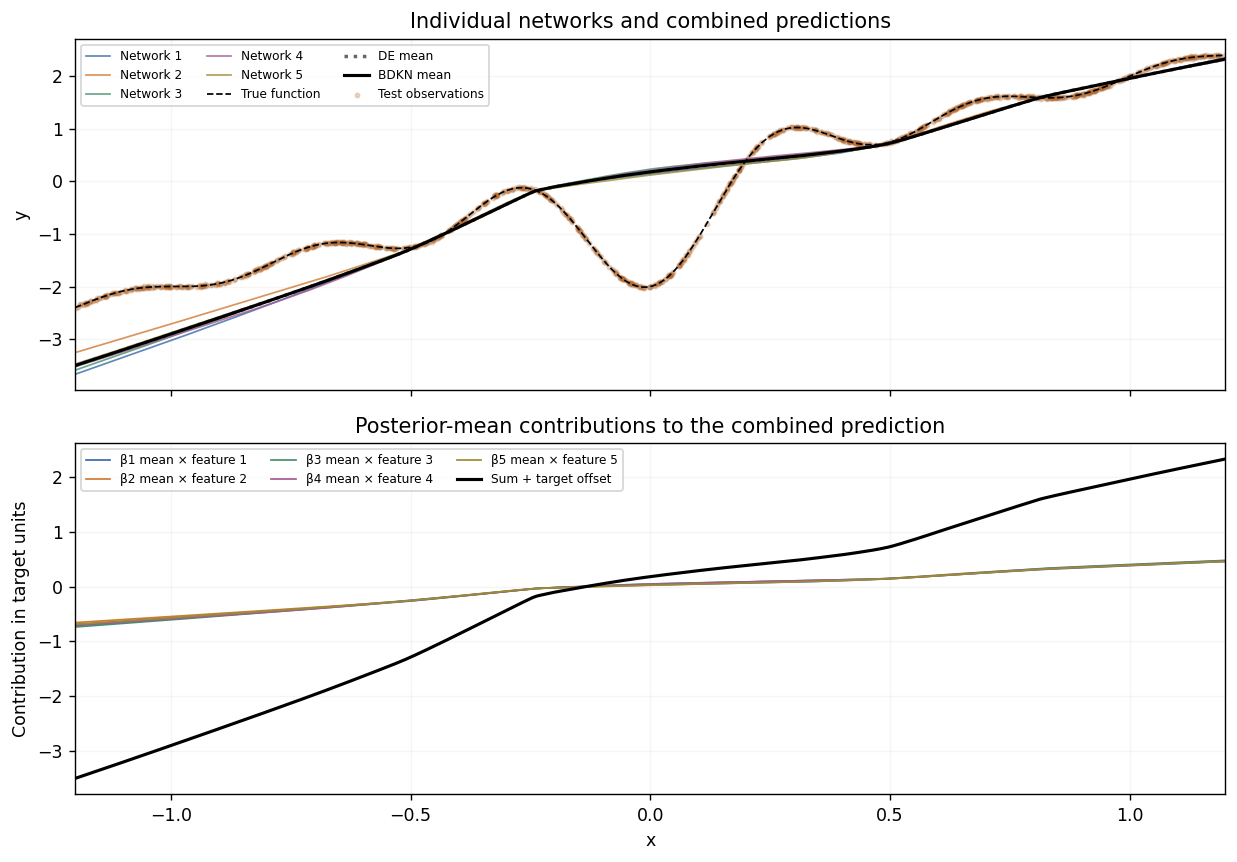 Individual networks and combined predictions
Network 1
Network 2
Network 3
Network 4
Network 5
True function
DE mean
BDKN mean
Test observations
2
1
0
−1
−2
−3
y
Posterior-mean contributions to the combined prediction
β1 mean × feature 1
β2 mean × feature 2
β3 mean × feature 3
β4 mean × feature 4
β5 mean × feature 5
Sum + target offset
2
1
0
−1
−2
−3
Contribution in target units
−1.0
−0.5
0.0
0.5
1.0
x